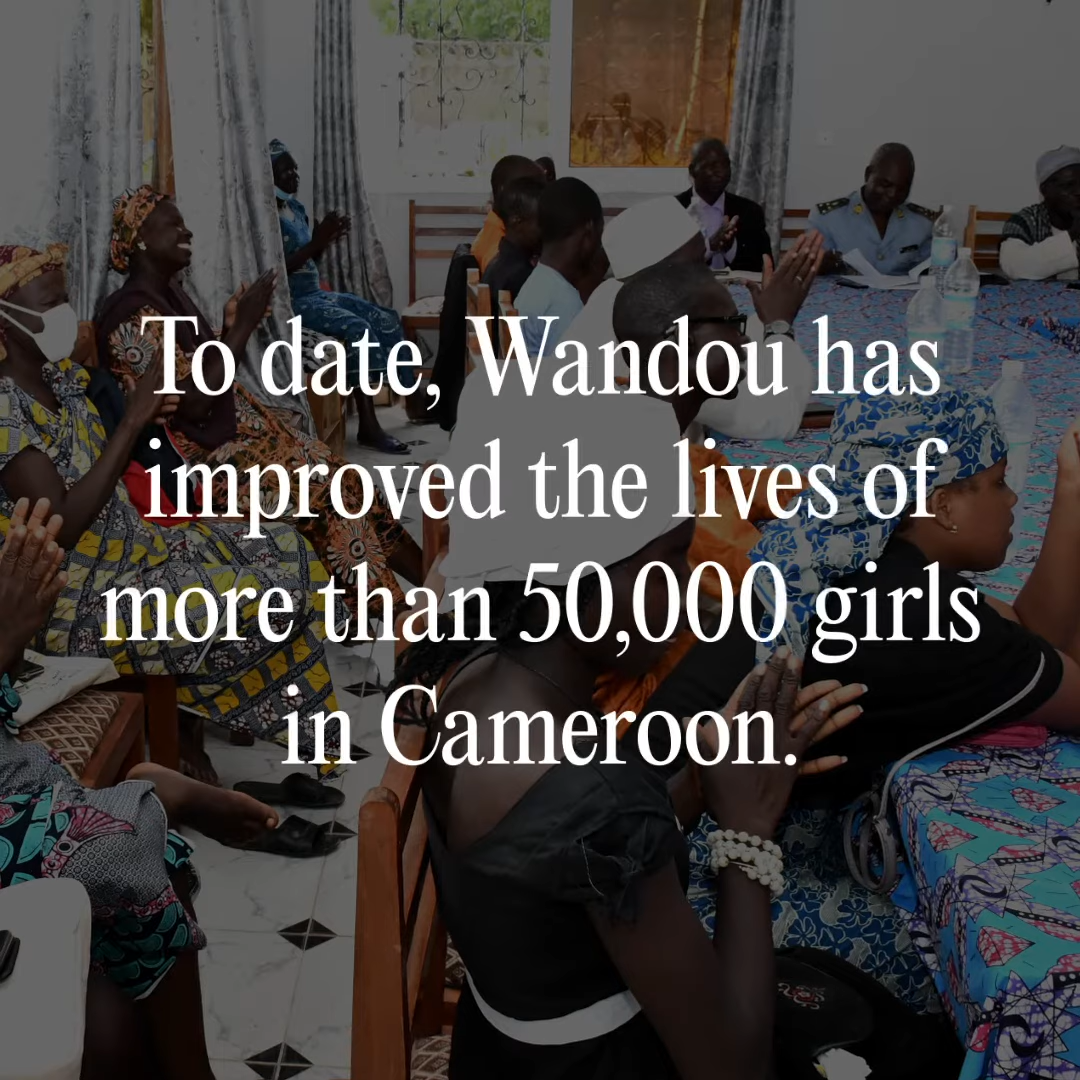 To date, Wandou has
improved the lives of
more than 50,000 girls
in Cameroon.